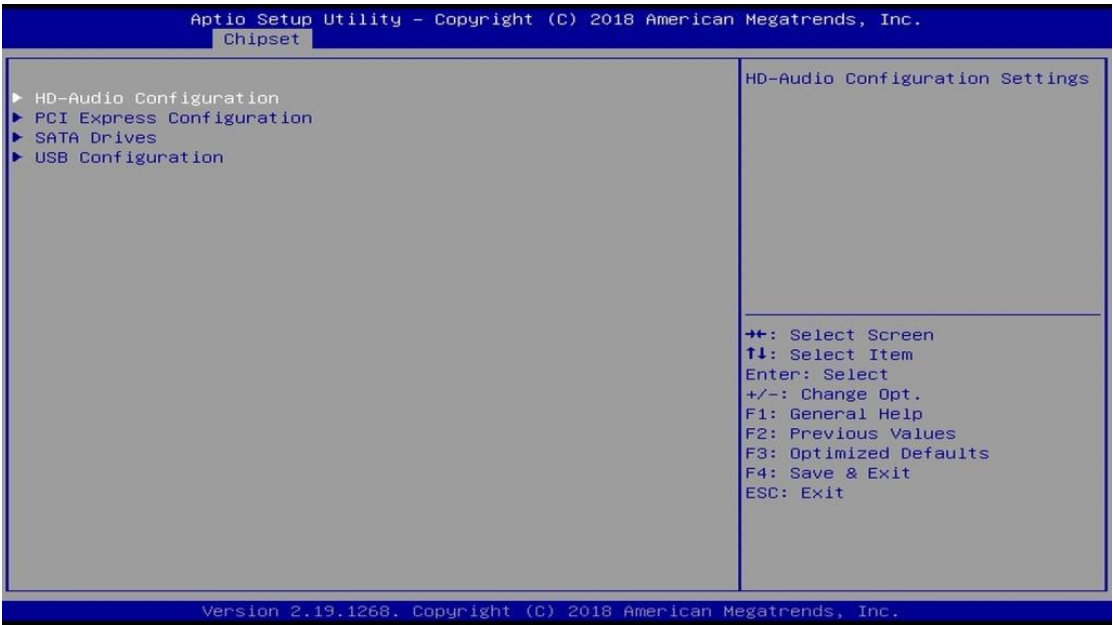 Aptio Setup Utility – Copyright (C) 2018 American Megatrends, Inc.
Chipset
HD-Audio Configuration
PCI Express Configuration
SATA Drives
USB Configuration
HD-Audio Configuration Settings
→←: Select Screen
↑↓: Select Item
Enter: Select
+/-: Change Opt.
F1: General Help
F2: Previous Values
F3: Optimized Defaults
F4: Save & Exit
ESC: Exit
Version 2.19.1268. Copyright (C) 2018 American Megatrends, Inc.